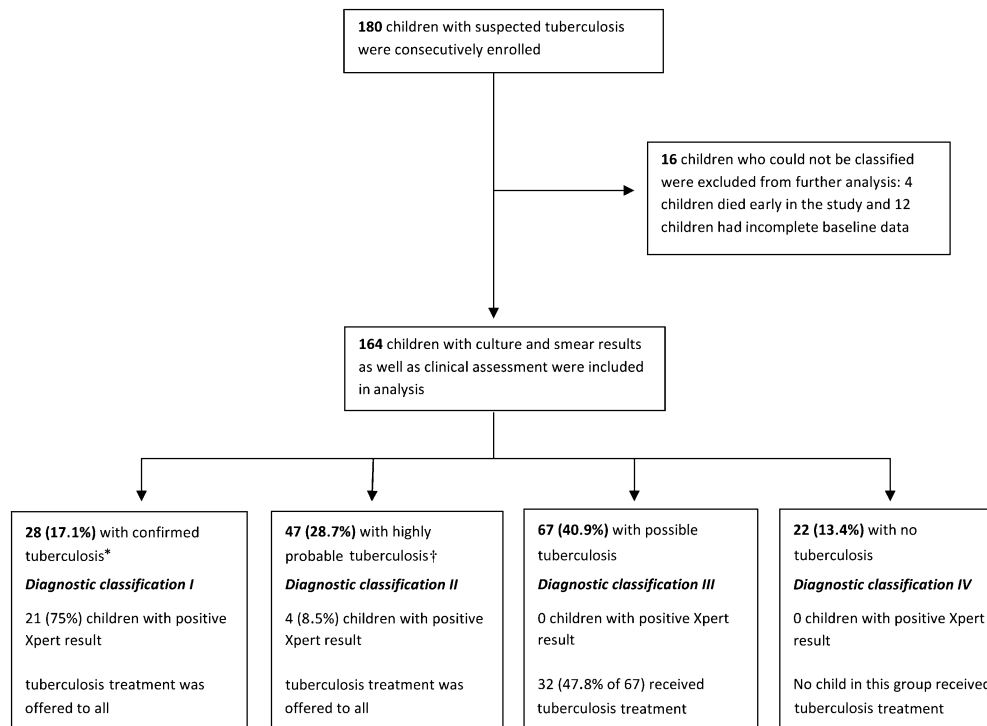 180 children with suspected tuberculosis
were consecutively enrolled
16 children who could not be classified
were excluded from further analysis: 4
children died early in the study and 12
children had incomplete baseline data
164 children with culture and smear results
as well as clinical assessment were included
in analysis
28 (17.1%) with confirmed
tuberculosis*
Diagnostic classification I
21 (75%) children with positive
Xpert result
tuberculosis treatment was
offered to all
47 (28.7%) with highly
probable tuberculosis†
Diagnostic classification II
4 (8.5%) children with positive
Xpert result
tuberculosis treatment was
offered to all
67 (40.9%) with possible
tuberculosis
Diagnostic classification III
0 children with positive Xpert
result
32 (47.8% of 67) received
tuberculosis treatment
22 (13.4%) with no
tuberculosis
Diagnostic classification IV
0 children with positive Xpert
result
No child in this group received
tuberculosis treatment